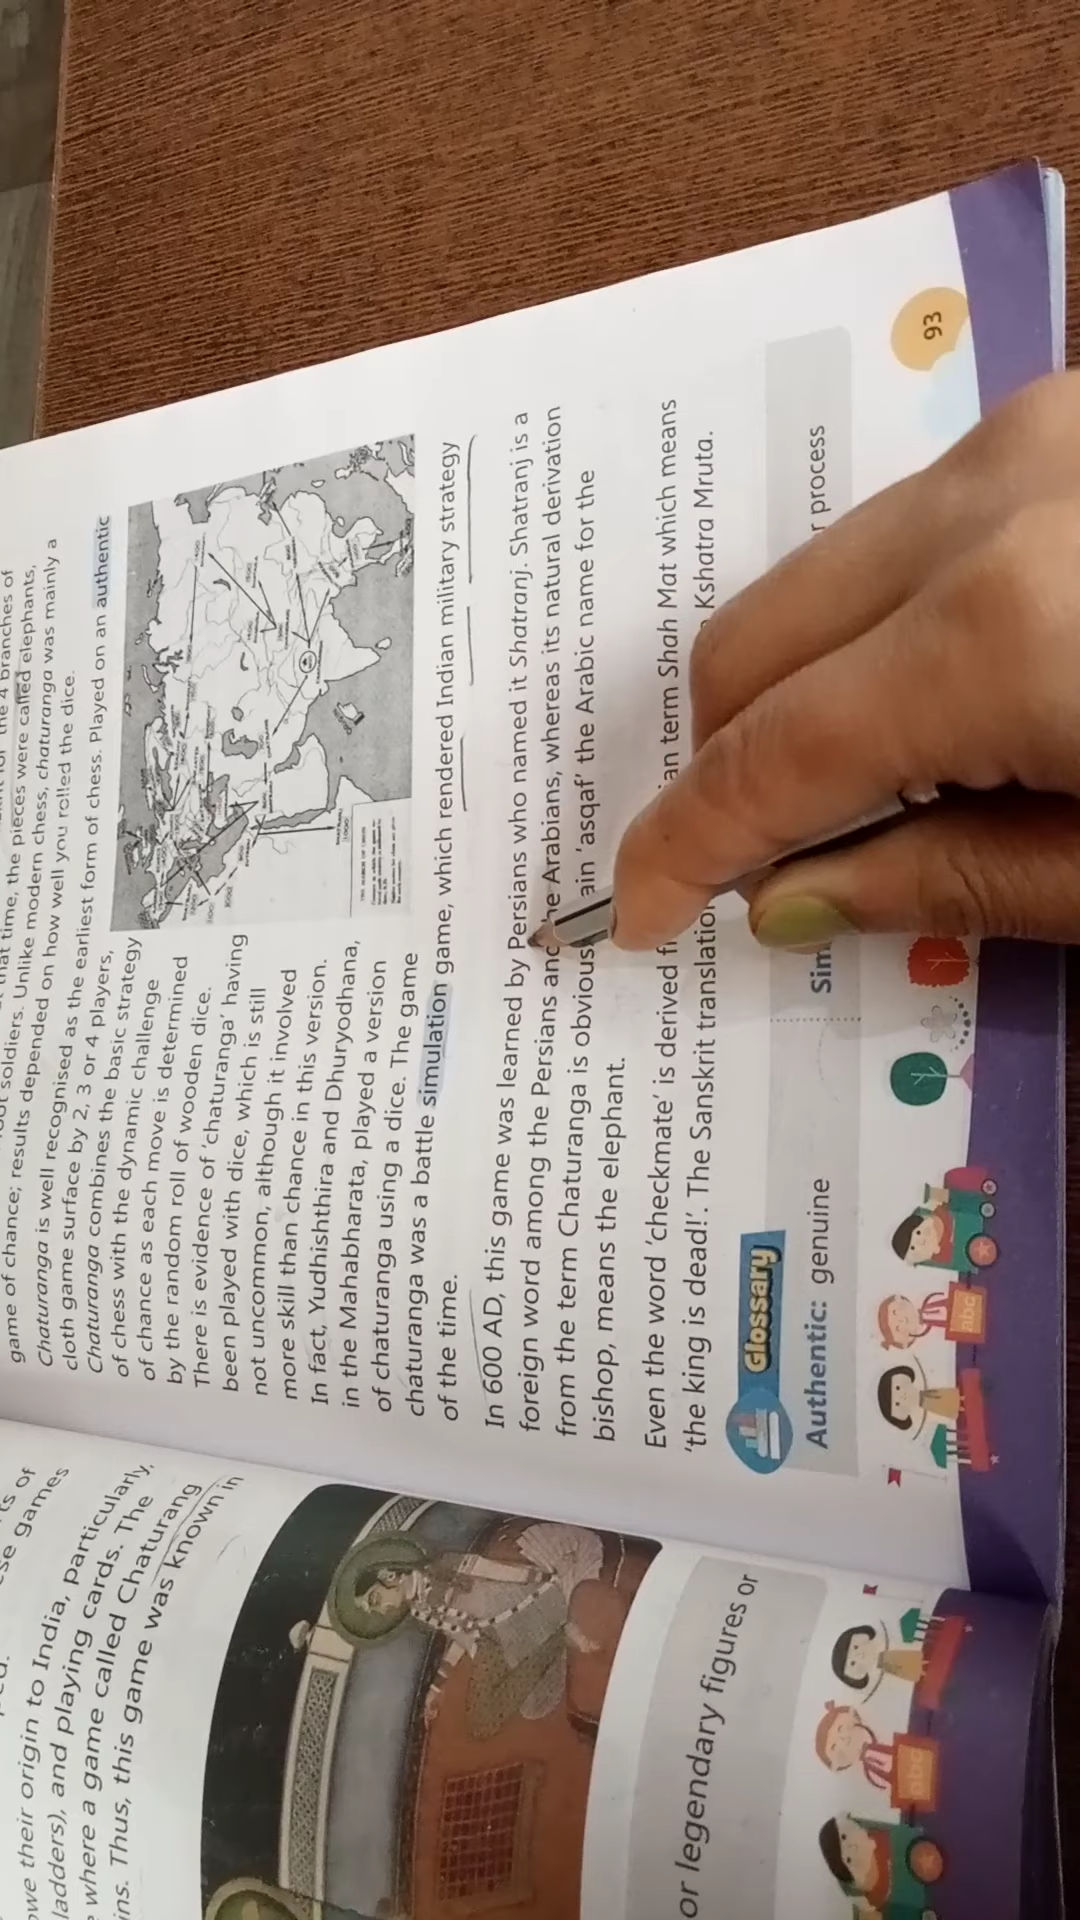 owe their origin to India, particularly,
ladders), and playing cards. The
where a game called Chaturang
ins. Thus, this game was known in
or legendary figures or
the 4 branches of
soldiers. Unlike modern chess, chaturanga was mainly a
that time, the pieces were called elephants,
game of chance; results depended on how well you rolled the dice.
Chaturanga is well recognised as the earliest form of chess. Played on an authentic
cloth game surface by 2, 3 or 4 players,
Chaturanga combines the basic strategy
of chess with the dynamic challenge
of chance as each move is determined
by the random roll of wooden dice.
There is evidence of 'chaturanga' having
been played with dice, which is still
not uncommon, although it involved
more skill than chance in this version.
In fact, Yudhishthira and Dhuryodhana,
in the Mahabharata, played a version
of chaturanga using a dice. The game
chaturanga was a battle simulation game, which rendered Indian military strategy
of the time.
In 600 AD, this game was learned by Persians who named it Shatranj. Shatranj is a
foreign word among the Persians and the Arabians, whereas its natural derivation
from the term Chaturanga is obvious ain 'asqaf' the Arabic name for the
bishop, means the elephant.
Even the word 'checkmate' is derived an term Shah Mat which means
'the king is dead!'. The Sanskrit translation Kshatra Mruta.
Glossary
Authentic: genuine
Sim process
93
abc
abc